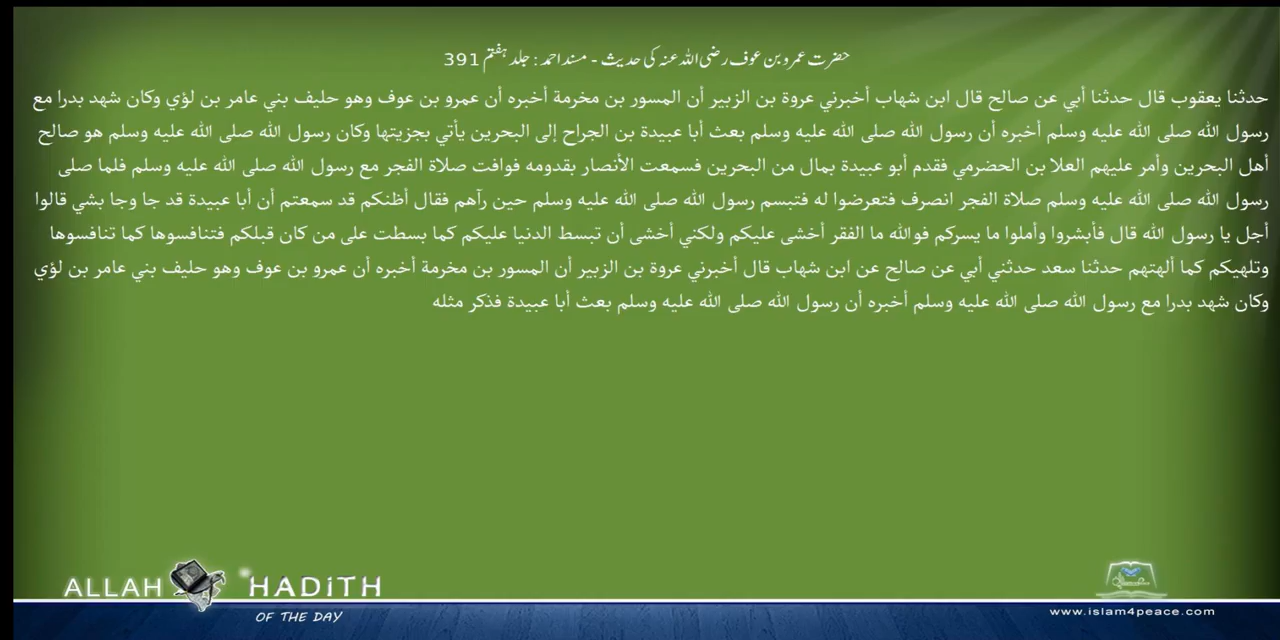 حضرت عمرو بن عوف رضی اللہ عنہ کی حدیث - مسند احمد : جلد ہفتم 391
حدثنا يعقوب قال حدثنا أبي عن صالح قال ابن شهاب أخبرني عروة بن الزبير أن المسور بن مخرمة أخبره أن عمرو بن عوف وهو حليف بني عامر بن لؤي وكان شهد بدرا مع
رسول الله صلى الله عليه وسلم أخبره أن رسول الله صلى الله عليه وسلم بعث أبا عبيدة بن الجراح إلى البحرين يأتي بجزيتها وكان رسول الله صلى الله عليه وسلم هو صالح
أهل البحرين وأمر عليهم العلا بن الحضرمي فقدم أبو عبيدة بمال من البحرين فسمعت الأنصار بقدومه فوافت صلاة الفجر مع رسول الله صلى الله عليه وسلم فلما صلى
رسول الله صلى الله عليه وسلم صلاة الفجر انصرف فتعرضوا له فتبسم رسول الله صلى الله عليه وسلم حين رآهم فقال أظنكم قد سمعتم أن أبا عبيدة قد جا وجا بشي قالوا
أجل يا رسول الله قال فأبشروا وأملوا ما يسركم فوالله ما الفقر أخشى عليكم ولكني أخشى أن تبسط الدنيا عليكم كما بسطت على من كان قبلكم فتنافسوها كما تنافسوها
وتلهيكم كما ألهتهم حدثنا سعد حدثني أبي عن صالح عن ابن شهاب قال أخبرني عروة بن الزبير أن المسور بن مخرمة أخبره أن عمرو بن عوف وهو حليف بني عامر بن لؤي
وكان شهد بدرا مع رسول الله صلى الله عليه وسلم أخبره أن رسول الله صلى الله عليه وسلم بعث أبا عبيدة فذكر مثله
ALLAH HADITH
OF THE DAY
www.islam4peace.com